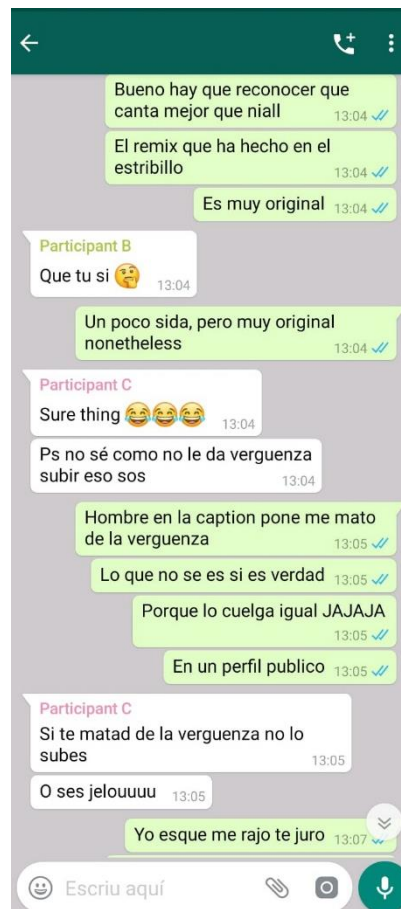 Bueno hay que reconocer que
canta mejor que niall 13:04
El remix que ha hecho en el
estribillo 13:04
Es muy original 13:04
Participant B
Que tu si 🤔 13:04
Un poco sida, pero muy original
nonetheless 13:04
Participant C
Sure thing 😂😂😂 13:04
Ps no sé como no le da verguenza
subir eso sos 13:04
Hombre en la caption pone me mato
de la verguenza 13:05
Lo que no se es si es verdad 13:05
Porque lo cuelga igual JAJAJA
13:05
En un perfil publico 13:05
Participant C
Si te matad de la verguenza no lo
subes 13:05
O ses jelouuuu 13:05
Yo esque me rajo te juro 13:07
Escriu aquí